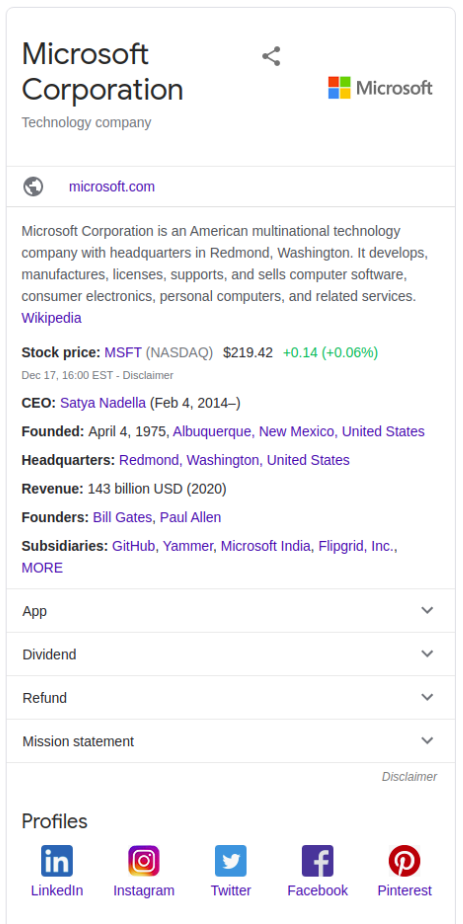 Microsoft
Corporation
Microsoft
Technology company
microsoft.com
Microsoft Corporation is an American multinational technology
company with headquarters in Redmond, Washington. It develops,
manufactures, licenses, supports, and sells computer software,
consumer electronics, personal computers, and related services.
Wikipedia
Stock price: MSFT (NASDAQ) $219.42 +0.14 (+0.06%)
Dec 17, 16:00 EST - Disclaimer
CEO: Satya Nadella (Feb 4, 2014–)
Founded: April 4, 1975, Albuquerque, New Mexico, United States
Headquarters: Redmond, Washington, United States
Revenue: 143 billion USD (2020)
Founders: Bill Gates, Paul Allen
Subsidiaries: GitHub, Yammer, Microsoft India, Flipgrid, Inc.,
MORE
App
Dividend
Refund
Mission statement
Disclaimer
Profiles
LinkedIn Instagram Twitter Facebook Pinterest